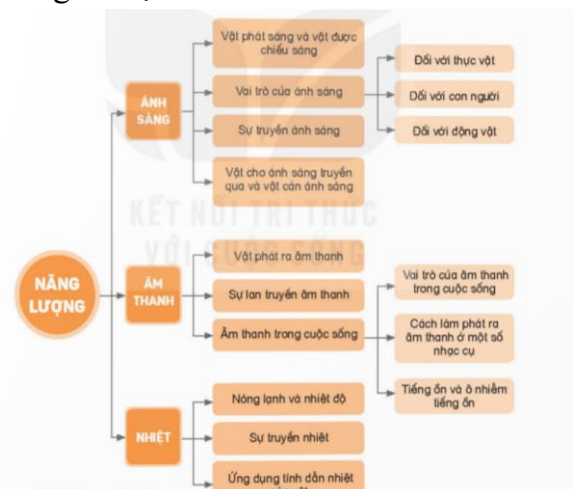 Vật phát sáng và vật được
chiếu sáng
Vai trò của ánh sáng
Sự truyền ánh sáng
Vật cho ánh sáng truyền
qua và vật cản ánh sáng
Đối với thực vật
Đối với con người
Đối với động vật
ÁNH
SÁNG
KẾT NỐI TRI THỨC
VỚI CUỘC SỐNG
NĂNG
LƯỢNG
ÂM
THANH
Vật phát ra âm thanh
Sự lan truyền âm thanh
Âm thanh trong cuộc sống
Vai trò của âm thanh
trong cuộc sống
Cách làm phát ra
âm thanh ở một số
nhạc cụ
Tiếng ồn và ô nhiễm
tiếng ồn
NHIỆT
Nóng lạnh và nhiệt độ
Sự truyền nhiệt
Ứng dụng tính dẫn nhiệt